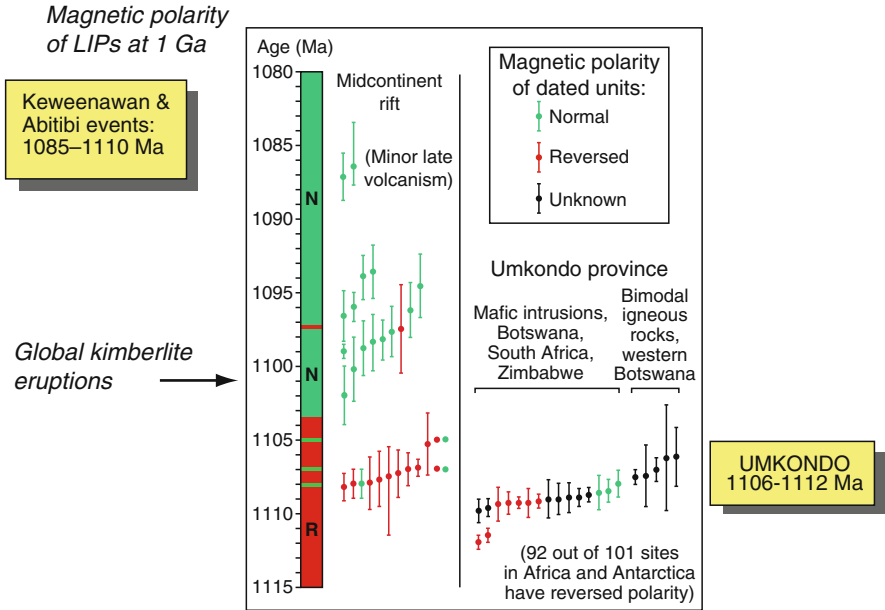 Magnetic polarity
of LIPs at 1 Ga
Keweenawan &
Abitibi events:
1085–1110 Ma
Global kimberlite
eruptions
Age (Ma)
1080
1085
1090
1095
1100
1105
1110
1115
N
N
R
Midcontinent
rift
(Minor late
volcanism)
Magnetic polarity
of dated units:
Normal
Reversed
Unknown
Umkondo province
Mafic intrusions,
Botswana,
South Africa,
Zimbabwe
Bimodal
igneous
rocks,
western
Botswana
(92 out of 101 sites
in Africa and Antarctica
have reversed polarity)
UMKONDO
1106-1112 Ma